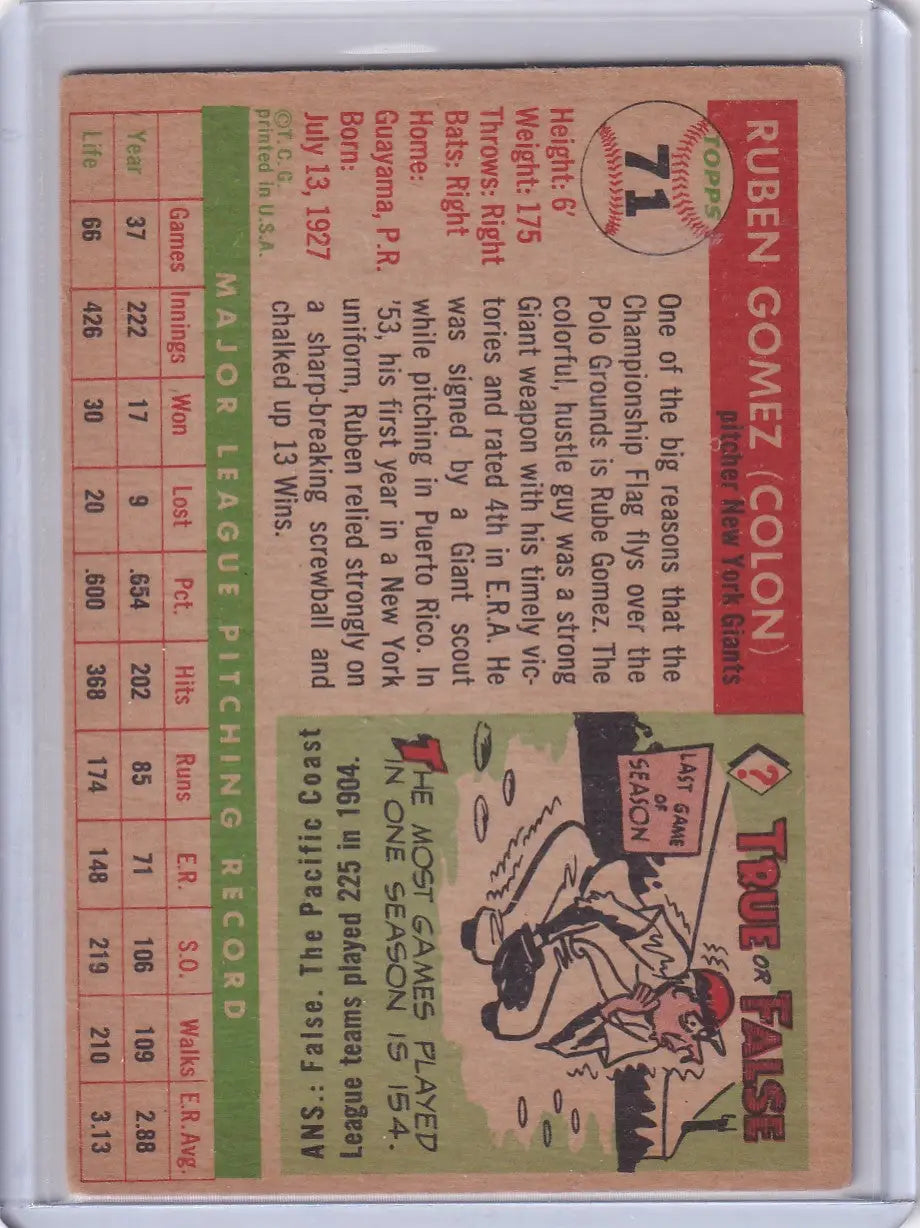 TOPPS
71
RUBEN GOMEZ (COLON)
pitcher New York Giants
Height: 6'
Weight: 175
Throws: Right
Bats: Right
Home:
Guayama, P.R.
Born:
July 13, 1927
©T.C.G.
printed in U.S.A.
One of the big reasons that the
Championship Flag flys over the
Polo Grounds is Rube Gomez. The
colorful, hustle guy was a strong
Giant weapon with his timely vic-
tories and rated 4th in E.R.A. He
was signed by a Giant scout
while pitching in Puerto Rico. In
'53, his first year in a New York
uniform, Ruben relied strongly on
a sharp-breaking screwball and
chalked up 13 Wins.
? TRUE OR FALSE
LAST GAME
OF
SEASON
THE MOST GAMES PLAYED
IN ONE SEASON IS 154.
ANS.: False. The Pacific Coast
League teams played 225 in 1904.
MAJOR LEAGUE PITCHING RECORD
Games Innings Won Lost Pct. Hits Runs E.R. S.O. Walks E.R.Avg.
Year 37 222 17 9 .654 202 85 71 106 109 2.88
Life 66 426 30 20 .600 368 174 148 219 210 3.13